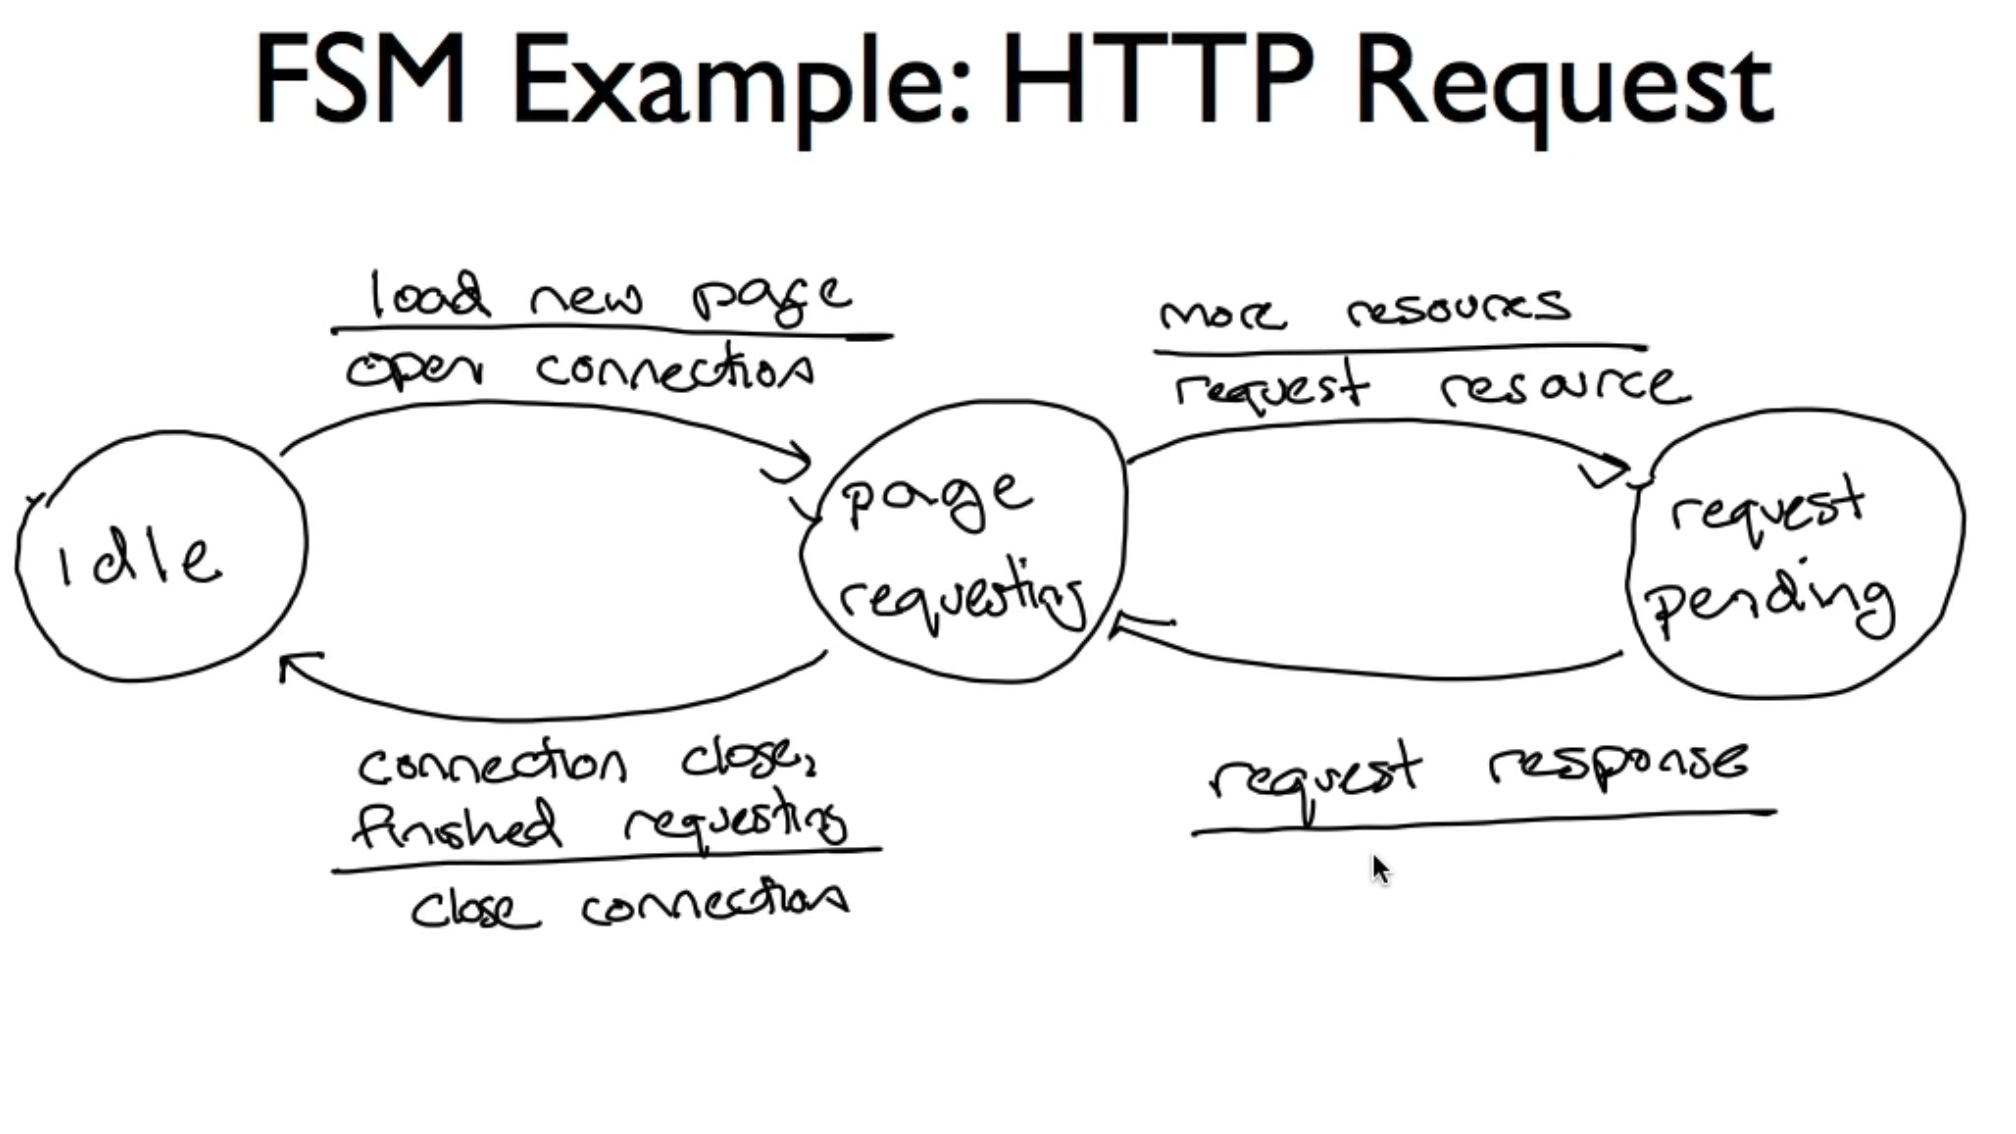 FSM Example: HTTP Request
load new page
open connection
more resources
request resource
idle
page
requesting
request
pending
connection close,
finished requesting
close connection
request response